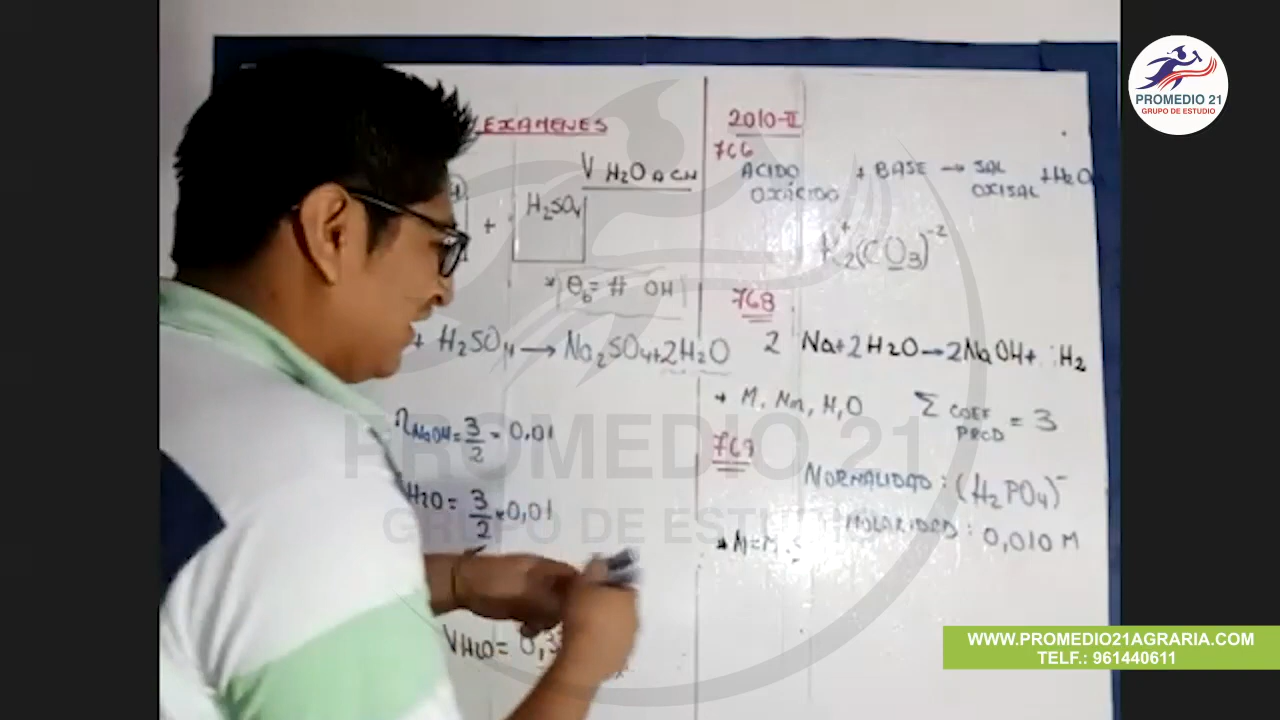 EXAMENES
V H2O A CN
+ H2SO4
* θb = # OH
+ H2SO4 → Na2SO4 + 2H2O
nNaOH = 3/2 = 0,01
H2O = 3/2 × 0,01
VH2O = 0,3
2010-II
766
ACIDO OXÁCIDO + BASE → SAL OXISAL + H2O
K2+(CO3)-2
768
2 Na + 2H2O → 2NaOH + H2
M, Nm, H, O
Σ COEF PROD = 3
769
NORMALIDAD : (H2PO4)-
MOLARIDAD : 0,010 M
PROMEDIO 21
GRUPO DE ESTUDIO
PROMEDIO 21
GRUPO DE ESTUDIO
WWW.PROMEDIO21AGRARIA.COM
TELF.: 961440611